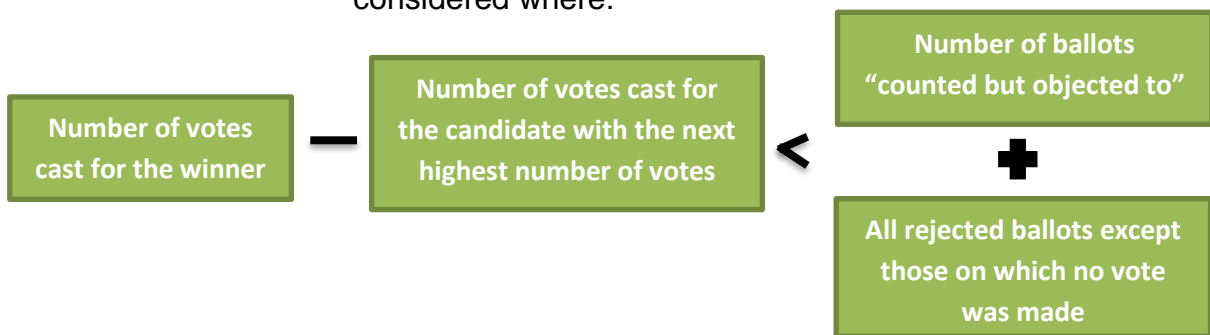 considered where:
Number of votes
cast for the winner
Number of votes cast for
the candidate with the next
highest number of votes
<
Number of ballots
“counted but objected to”
All rejected ballots except
those on which no vote
was made